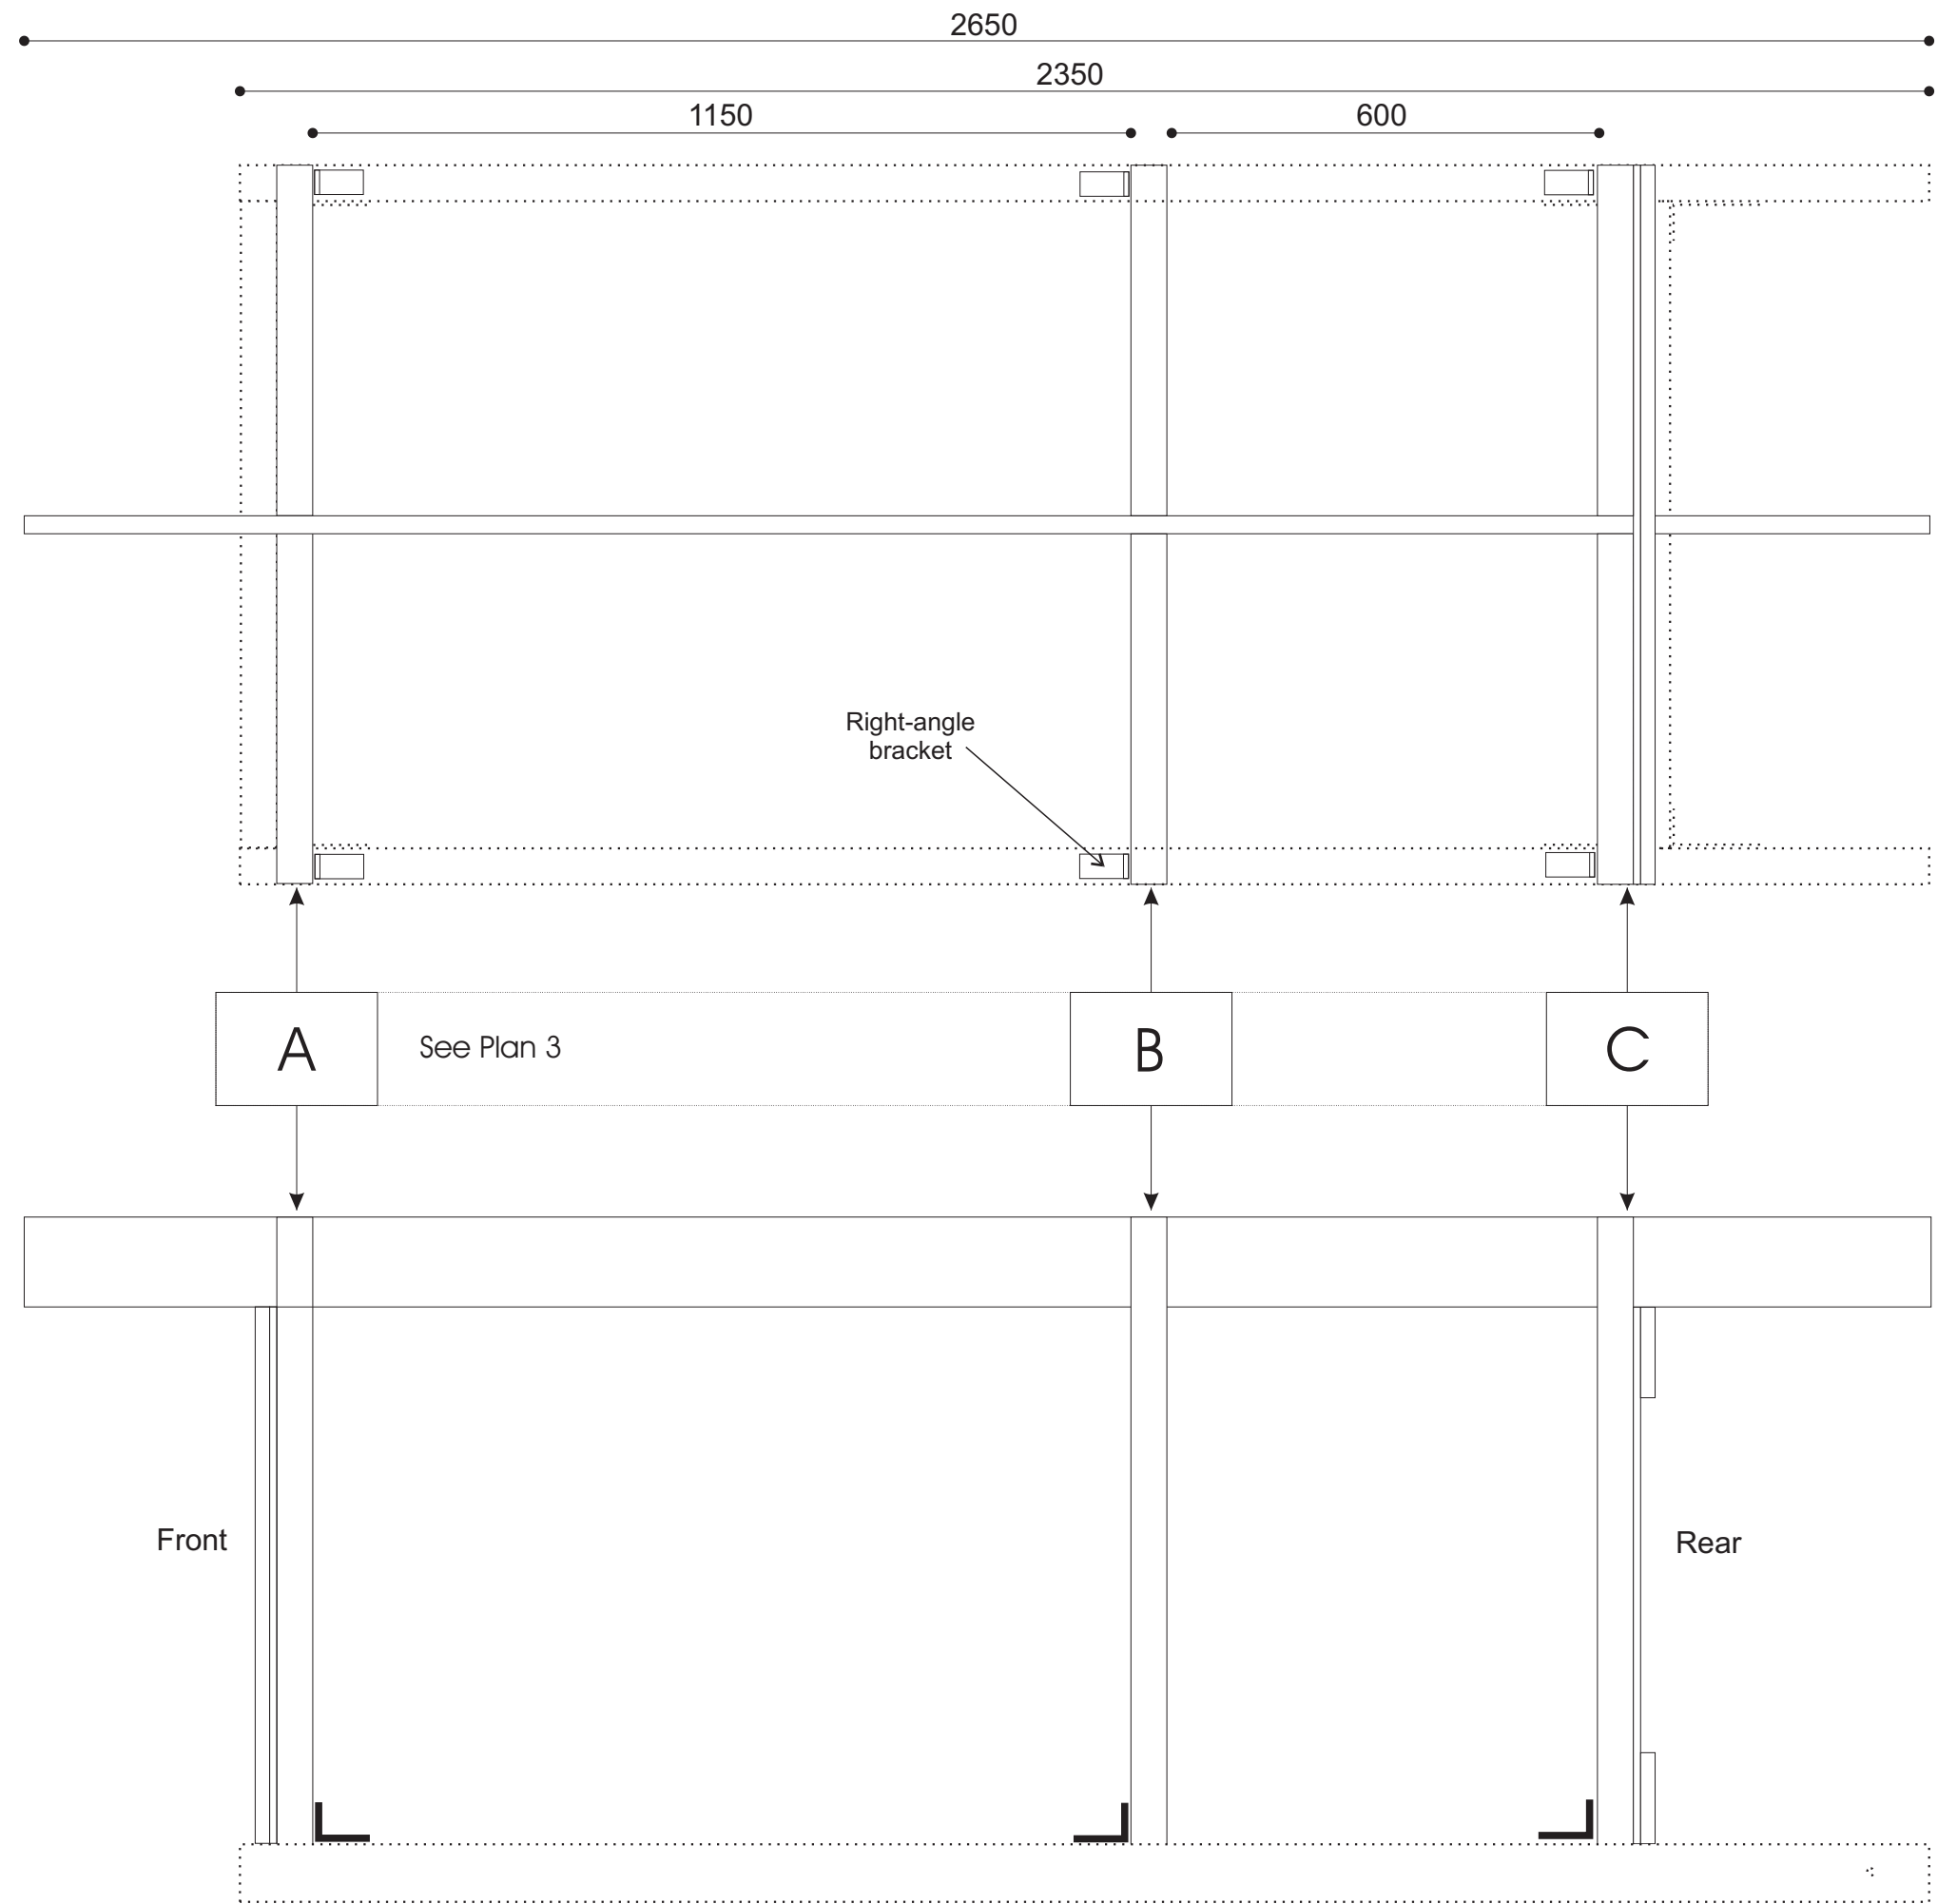 2650
2350
1150
600
Right-angle
bracket
A
See Plan 3
B
C
Front
Rear